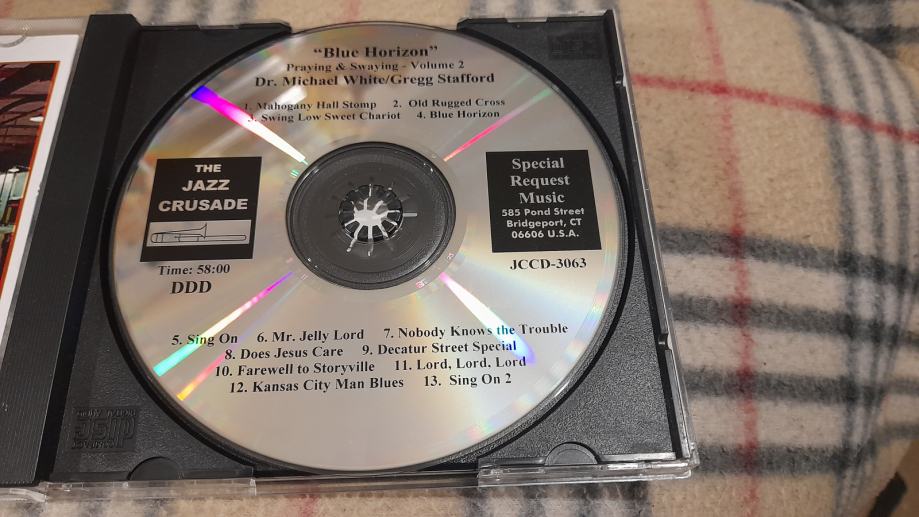 “Blue Horizon”
Praying & Swaying - Volume 2
Dr. Michael White/Gregg Stafford
1. Mahogany Hall Stomp 2. Old Rugged Cross
3. Swing Low Sweet Chariot 4. Blue Horizon
THE
JAZZ
CRUSADE
Time: 58:00
DDD
Special
Request
Music
585 Pond Street
Bridgeport, CT
06606 U.S.A.
JCCD-3063
5. Sing On 6. Mr. Jelly Lord 7. Nobody Knows the Trouble
8. Does Jesus Care 9. Decatur Street Special
10. Farewell to Storyville 11. Lord, Lord, Lord
12. Kansas City Man Blues 13. Sing On 2